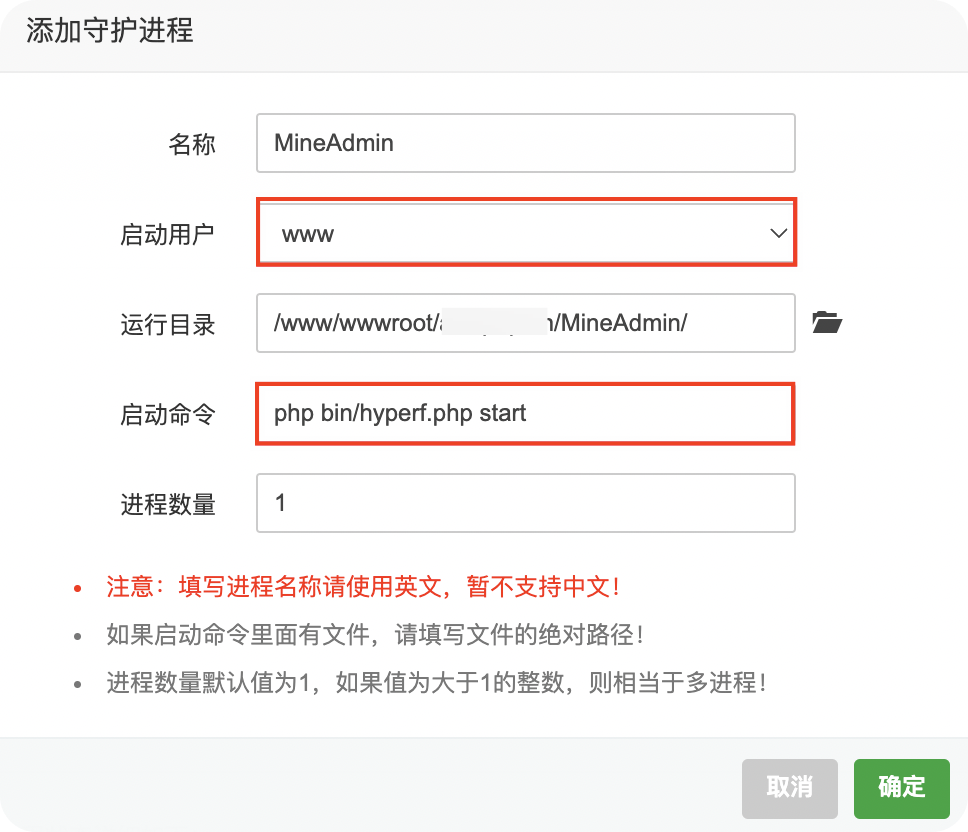 添加守护进程
名称 MineAdmin
启动用户 www
运行目录 /www/wwwroot/ /MineAdmin/
启动命令 php bin/hyperf.php start
进程数量 1
注意：填写进程名称请使用英文，暂不支持中文！
如果启动命令里面有文件，请填写文件的绝对路径！
进程数量默认值为1，如果值为大于1的整数，则相当于多进程！
取消 确定